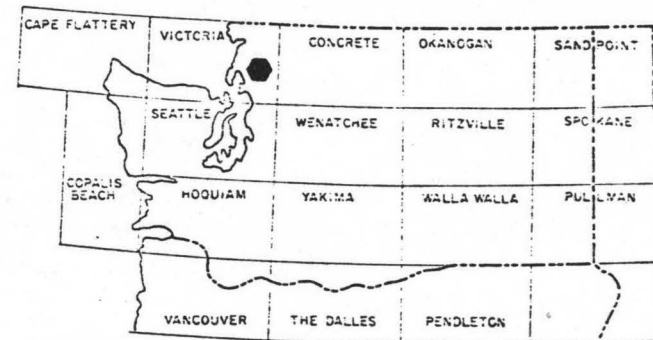 CAPE FLATTERY VICTORIA CONCRETE OKANOGAN SANDPOINT
SEATTLE WENATCHEE RITZVILLE SPOKANE
COPALIS BEACH HOQUIAM YAKIMA WALLA WALLA PULLMAN
VANCOUVER THE DALLES PENDLETON